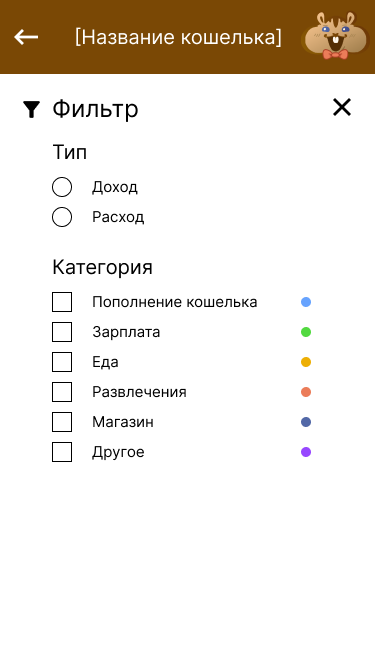 [Название кошелька]
Фильтр
Тип
Доход
Расход
Категория
Пополнение кошелька
Зарплата
Еда
Развлечения
Магазин
Другое